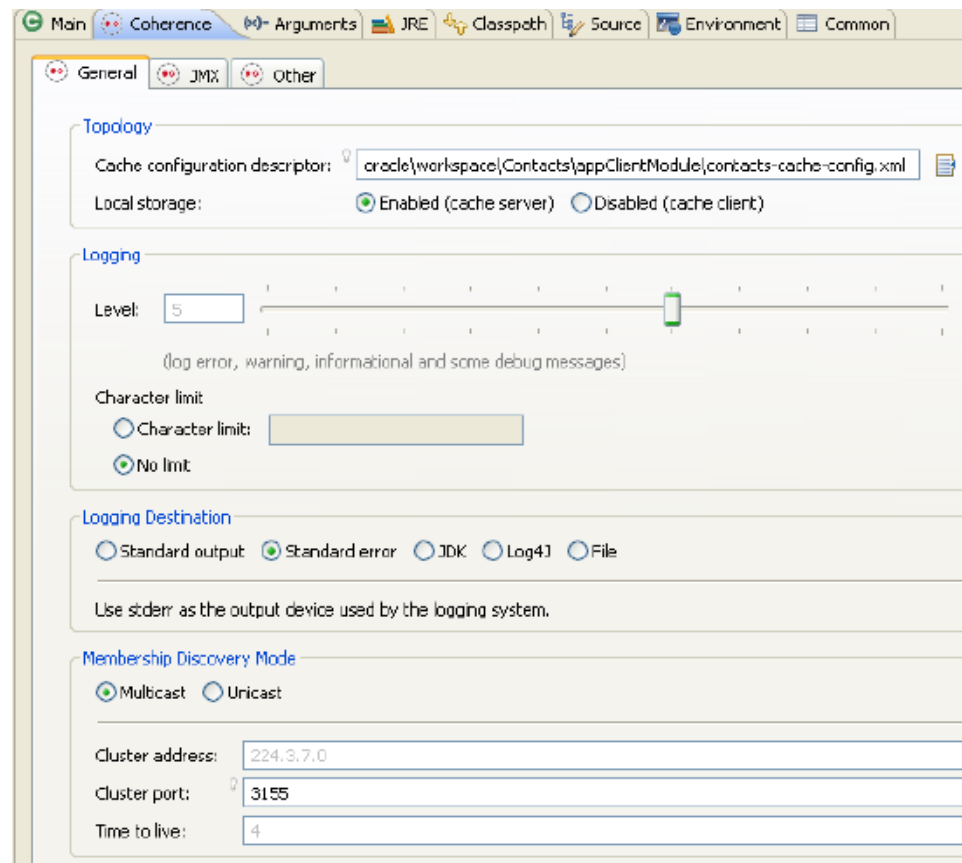 Main Coherence Arguments JRE Classpath Source Environment Common
General JMX Other
Topology
Cache configuration descriptor: oracle\workspace\Contacts\appClientModule\contacts-cache-config.xml
Local storage: Enabled (cache server) Disabled (cache client)
Logging
Level: 5
(log error, warning, informational and some debug messages)
Character limit
Character limit:
No limit
Logging Destination
Standard output Standard error JDK Log4J File
Use stderr as the output device used by the logging system.
Membership Discovery Mode
Multicast Unicast
Cluster address: 224.3.7.0
Cluster port: 3155
Time to live: 4